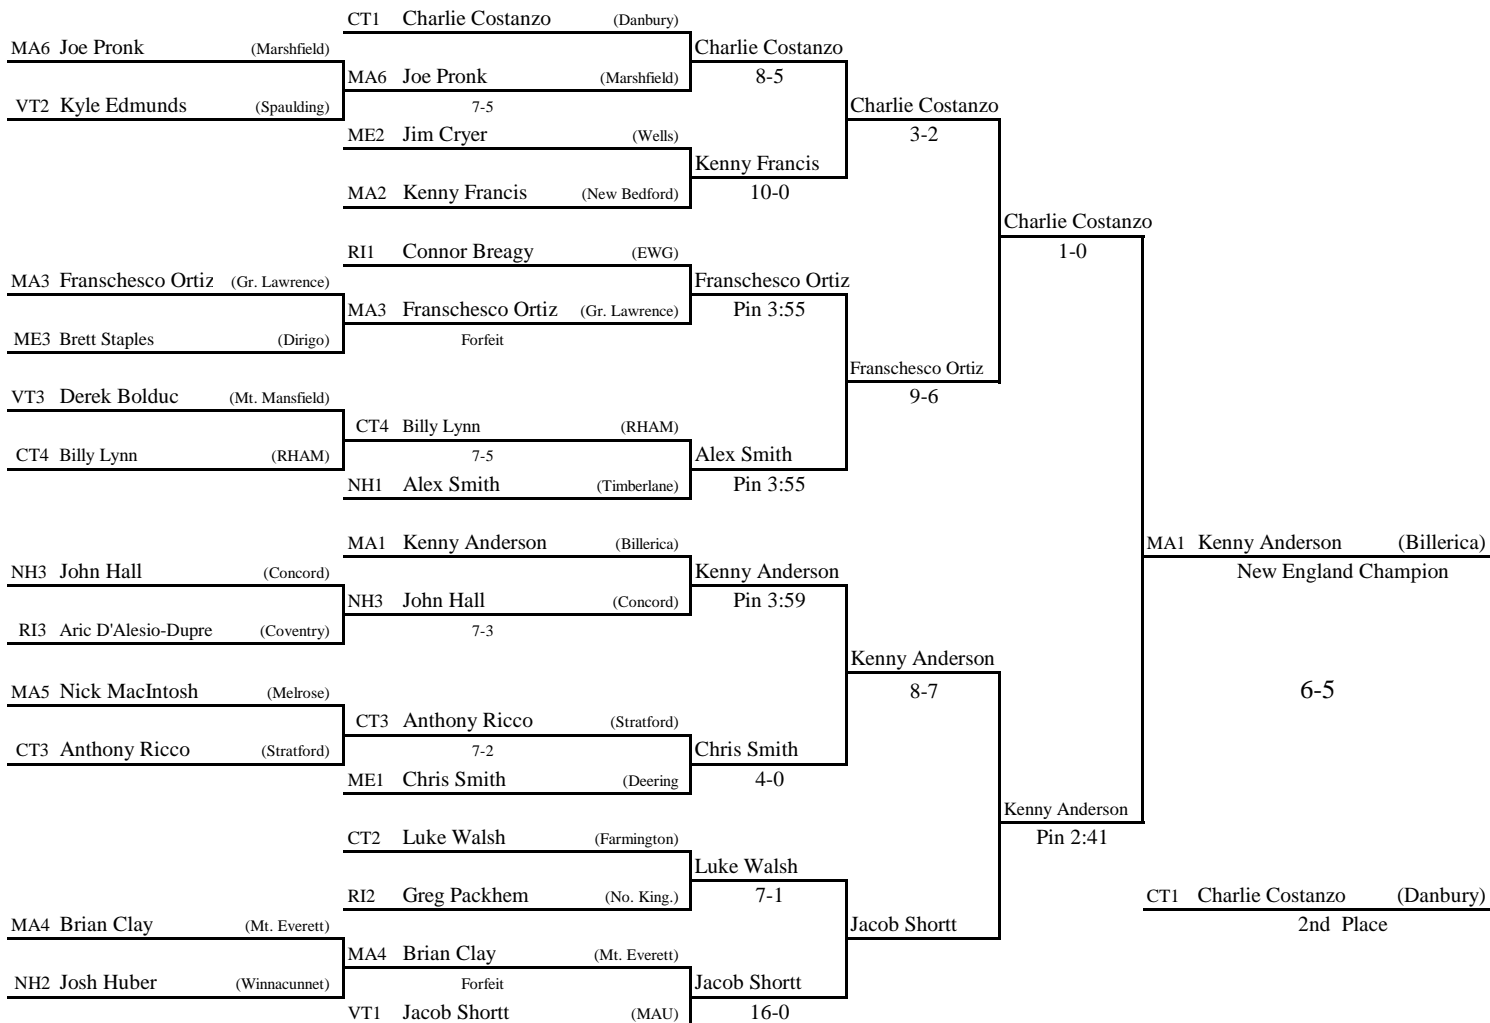 CT1 Charlie Costanzo (Danbury)
MA6 Joe Pronk (Marshfield)
Charlie Costanzo
MA6 Joe Pronk (Marshfield)
8-5
VT2 Kyle Edmunds (Spaulding)
7-5
Charlie Costanzo
ME2 Jim Cryer (Wells)
3-2
Kenny Francis
MA2 Kenny Francis (New Bedford)
10-0
Charlie Costanzo
RI1 Connor Breagy (EWG)
1-0
MA3 Franschesco Ortiz (Gr. Lawrence)
Franschesco Ortiz
MA3 Franschesco Ortiz (Gr. Lawrence)
Pin 3:55
ME3 Brett Staples (Dirigo)
Forfeit
Franschesco Ortiz
VT3 Derek Bolduc (Mt. Mansfield)
9-6
CT4 Billy Lynn (RHAM)
CT4 Billy Lynn (RHAM)
7-5
Alex Smith
NH1 Alex Smith (Timberlane)
Pin 3:55
MA1 Kenny Anderson (Billerica)
MA1 Kenny Anderson (Billerica)
NH3 John Hall (Concord)
Kenny Anderson
New England Champion
NH3 John Hall (Concord)
Pin 3:59
RI3 Aric D'Alesio-Dupre (Coventry)
7-3
Kenny Anderson
MA5 Nick MacIntosh (Melrose)
8-7
6-5
CT3 Anthony Ricco (Stratford)
CT3 Anthony Ricco (Stratford)
7-2
Chris Smith
ME1 Chris Smith (Deering
4-0
Kenny Anderson
CT2 Luke Walsh (Farmington)
Pin 2:41
Luke Walsh
RI2 Greg Packhem (No. King.)
7-1
CT1 Charlie Costanzo (Danbury)
MA4 Brian Clay (Mt. Everett)
Jacob Shortt
2nd Place
MA4 Brian Clay (Mt. Everett)
NH2 Josh Huber (Winnacunnet)
Forfeit
Jacob Shortt
VT1 Jacob Shortt (MAU)
16-0